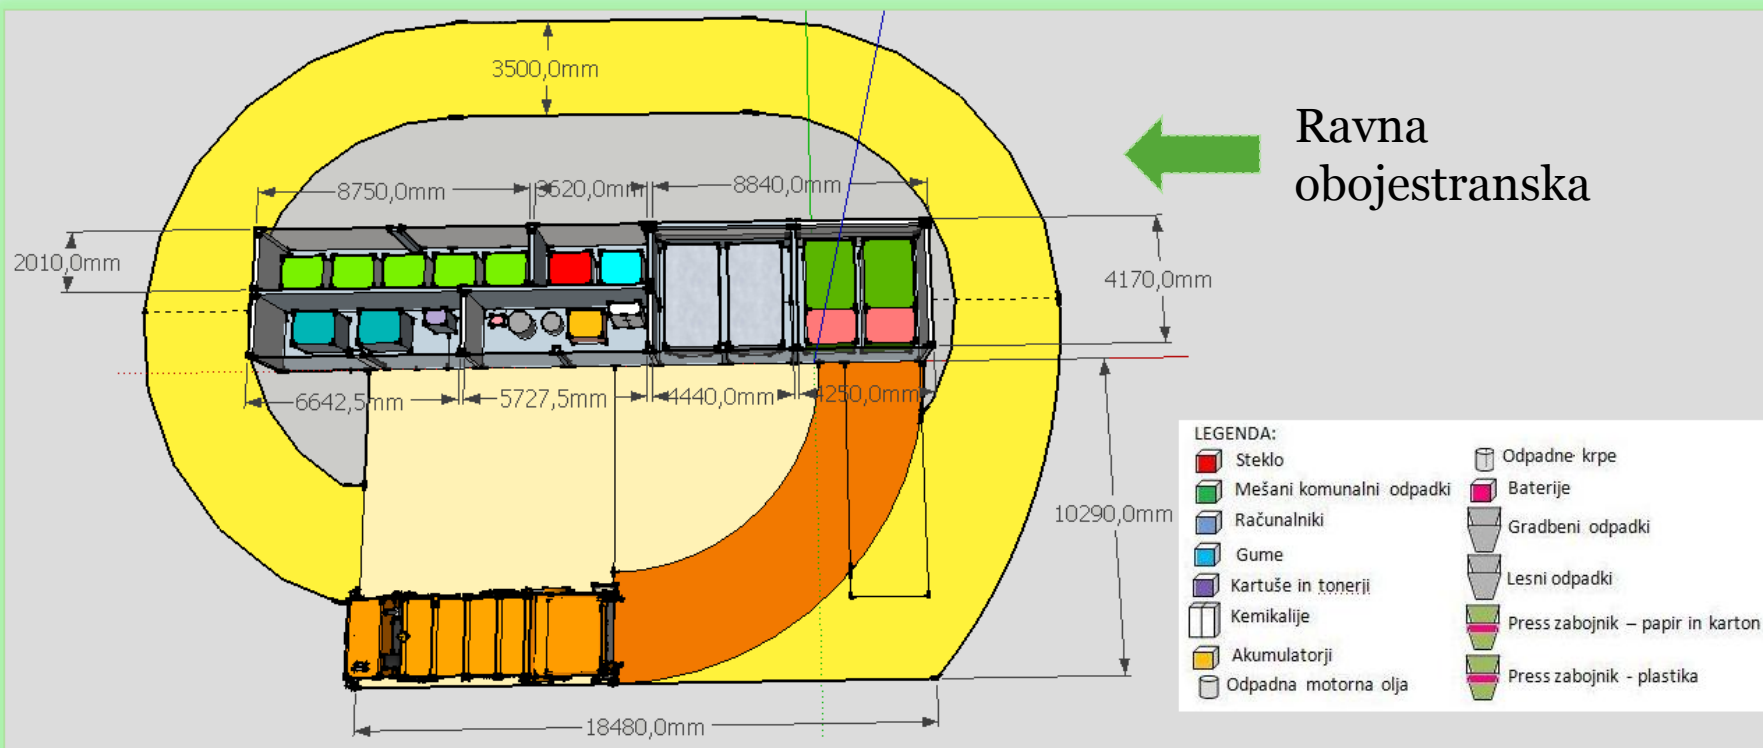 3500,0mm
Ravna
obojestranska
8750,0mm
3620,0mm
8840,0mm
2010,0mm
4170,0mm
6642,5mm
5727,5mm
4440,0mm
4250,0mm
10290,0mm
18480,0mm
LEGENDA:
Steklo
Mešani komunalni odpadki
Računalniki
Gume
Kartuše in tonerji
Kemikalije
Akumulatorji
Odpadna motorna olja
Odpadne krpe
Baterije
Gradbeni odpadki
Lesni odpadki
Press zabojnik – papir in karton
Press zabojnik - plastika